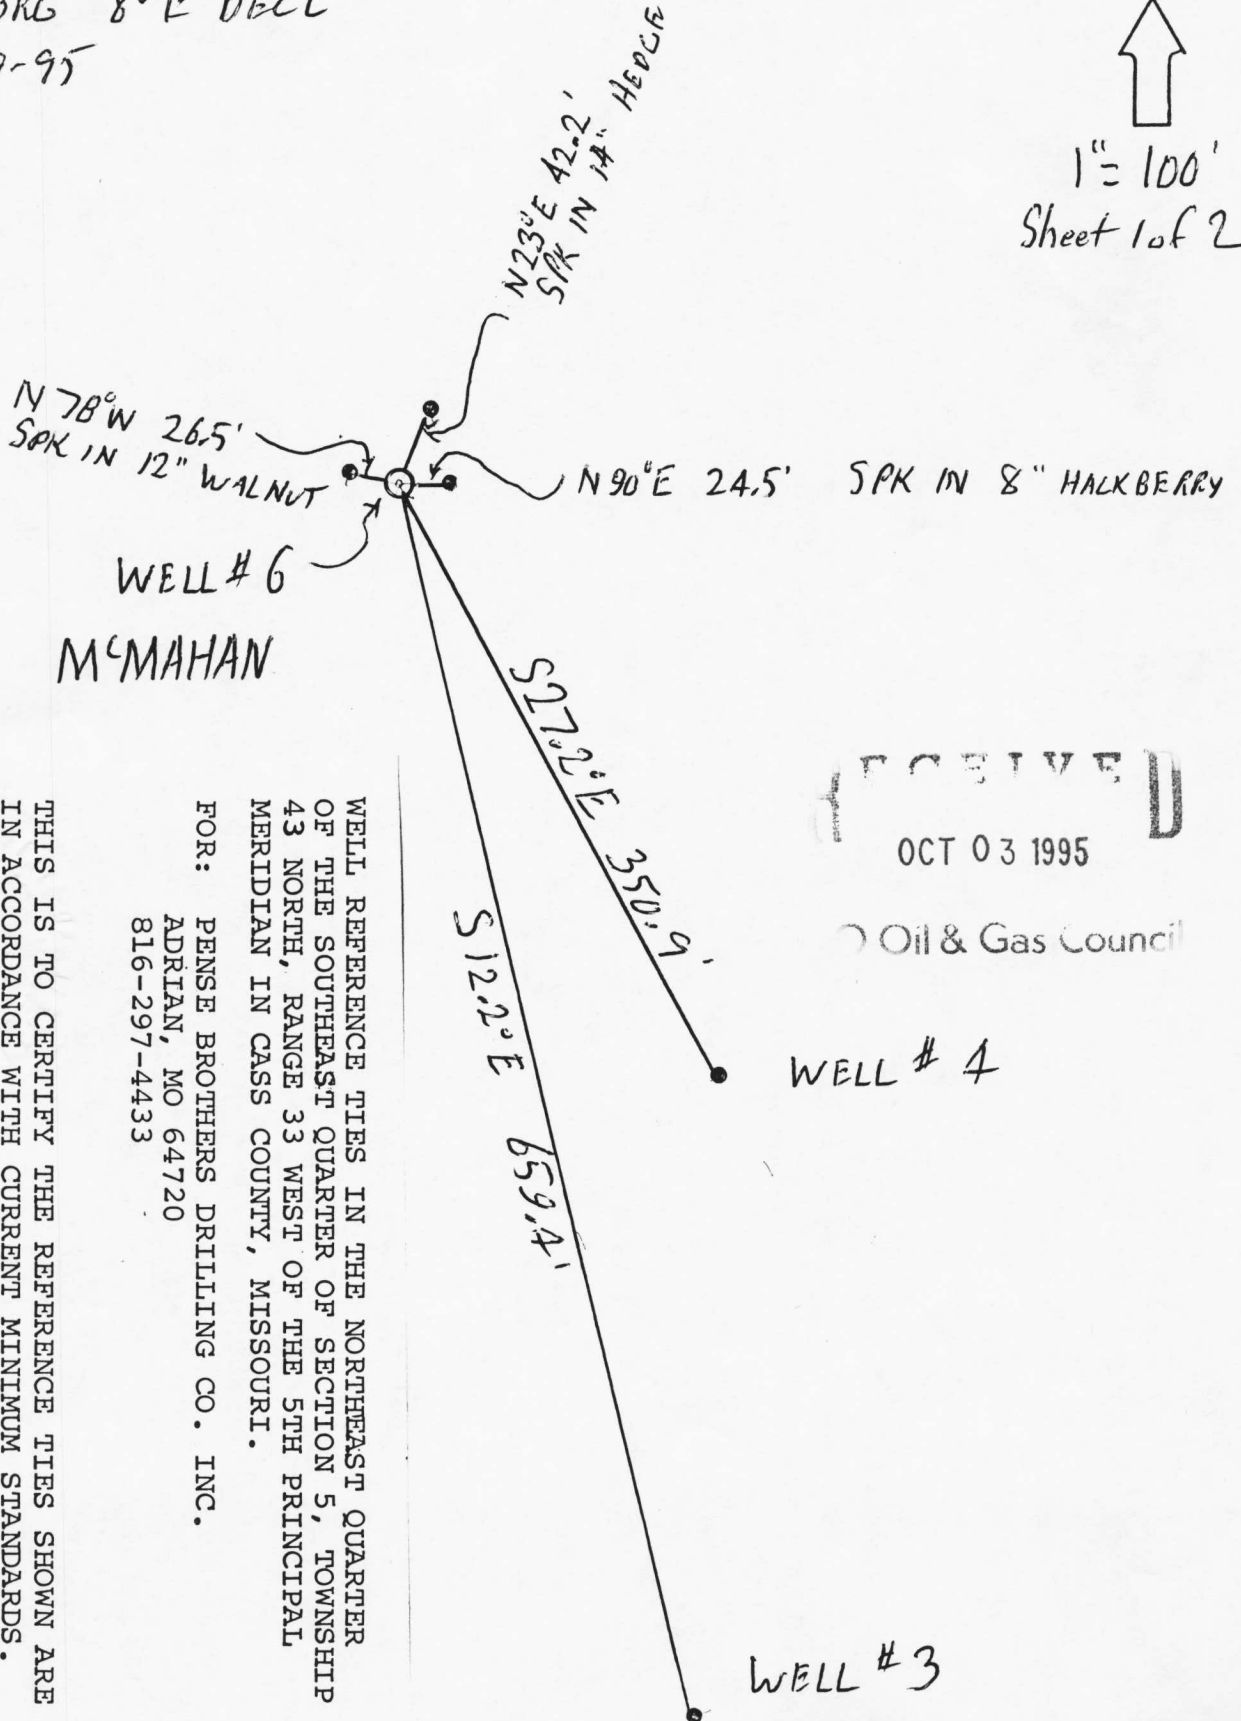 8° E DECL
-95
1" = 100'
Sheet 1 of 2
N23°E 42.2'
SPK IN 14" HEDGE
N 78°W 26.5'
SPK IN 12" WALNUT
N 90°E 24.5' SPK IN 8" HALKBERRY
WELL # 6
McMAHAN
S27.2°E 350.9'
S 12.2°E 659.4'
OCT 03 1995
Oil & Gas Council
WELL # 4
WELL # 3
WELL REFERENCE TIES IN THE NORTHEAST QUARTER
OF THE SOUTHEAST QUARTER OF SECTION 5, TOWNSHIP
43 NORTH, RANGE 33 WEST OF THE 5TH PRINCIPAL
MERIDIAN IN CASS COUNTY, MISSOURI.
FOR: PENSE BROTHERS DRILLING CO. INC.
ADRIAN, MO 64720
816-297-4433
THIS IS TO CERTIFY THE REFERENCE TIES SHOWN ARE
IN ACCORDANCE WITH CURRENT MINIMUM STANDARDS.